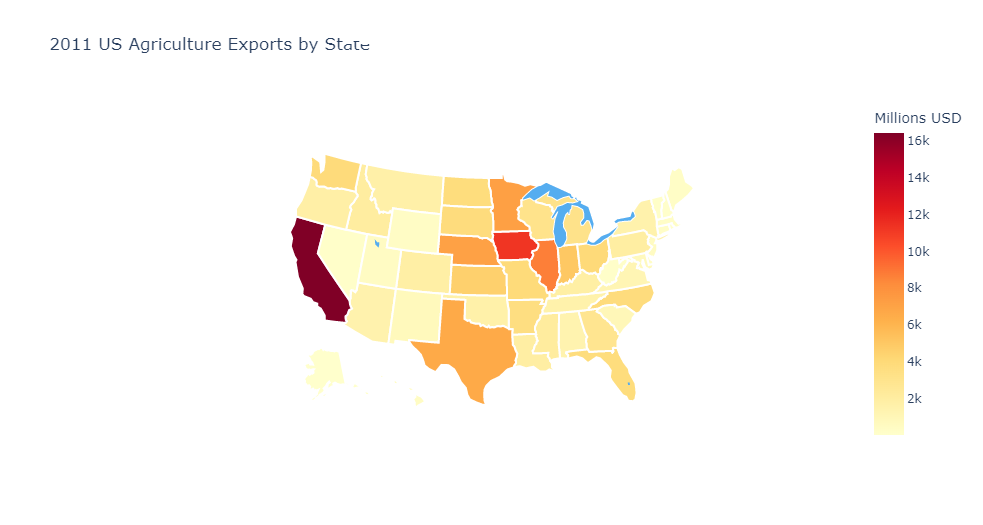 2011 US Agriculture Exports by State
Millions USD
16k
14k
12k
10k
8k
6k
4k
2k